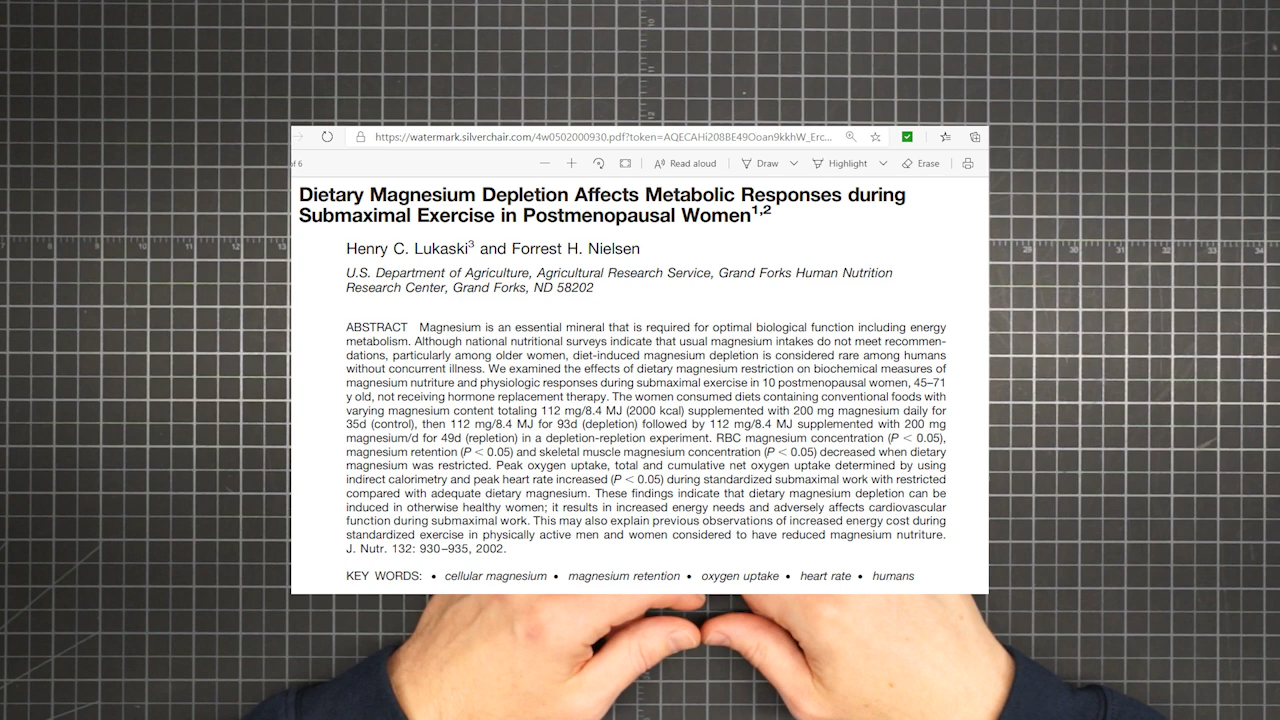 https://watermark.silverchair.com/4w0502000930.pdf?token=AQECAHi208BE49Ooan9kkhW_Erc...
of 6
Read aloud
Draw
Highlight
Erase
Dietary Magnesium Depletion Affects Metabolic Responses during
Submaximal Exercise in Postmenopausal Women1,2
Henry C. Lukaski3 and Forrest H. Nielsen
U.S. Department of Agriculture, Agricultural Research Service, Grand Forks Human Nutrition
Research Center, Grand Forks, ND 58202
ABSTRACT Magnesium is an essential mineral that is required for optimal biological function including energy
metabolism. Although national nutritional surveys indicate that usual magnesium intakes do not meet recommen-
dations, particularly among older women, diet-induced magnesium depletion is considered rare among humans
without concurrent illness. We examined the effects of dietary magnesium restriction on biochemical measures of
magnesium nutriture and physiologic responses during submaximal exercise in 10 postmenopausal women, 45–71
y old, not receiving hormone replacement therapy. The women consumed diets containing conventional foods with
varying magnesium content totaling 112 mg/8.4 MJ (2000 kcal) supplemented with 200 mg magnesium daily for
35d (control), then 112 mg/8.4 MJ for 93d (depletion) followed by 112 mg/8.4 MJ supplemented with 200 mg
magnesium/d for 49d (repletion) in a depletion-repletion experiment. RBC magnesium concentration (P < 0.05),
magnesium retention (P < 0.05) and skeletal muscle magnesium concentration (P < 0.05) decreased when dietary
magnesium was restricted. Peak oxygen uptake, total and cumulative net oxygen uptake determined by using
indirect calorimetry and peak heart rate increased (P < 0.05) during standardized submaximal work with restricted
compared with adequate dietary magnesium. These findings indicate that dietary magnesium depletion can be
induced in otherwise healthy women; it results in increased energy needs and adversely affects cardiovascular
function during submaximal work. This may also explain previous observations of increased energy cost during
standardized exercise in physically active men and women considered to have reduced magnesium nutriture.
J. Nutr. 132: 930–935, 2002.
KEY WORDS: • cellular magnesium • magnesium retention • oxygen uptake • heart rate • humans